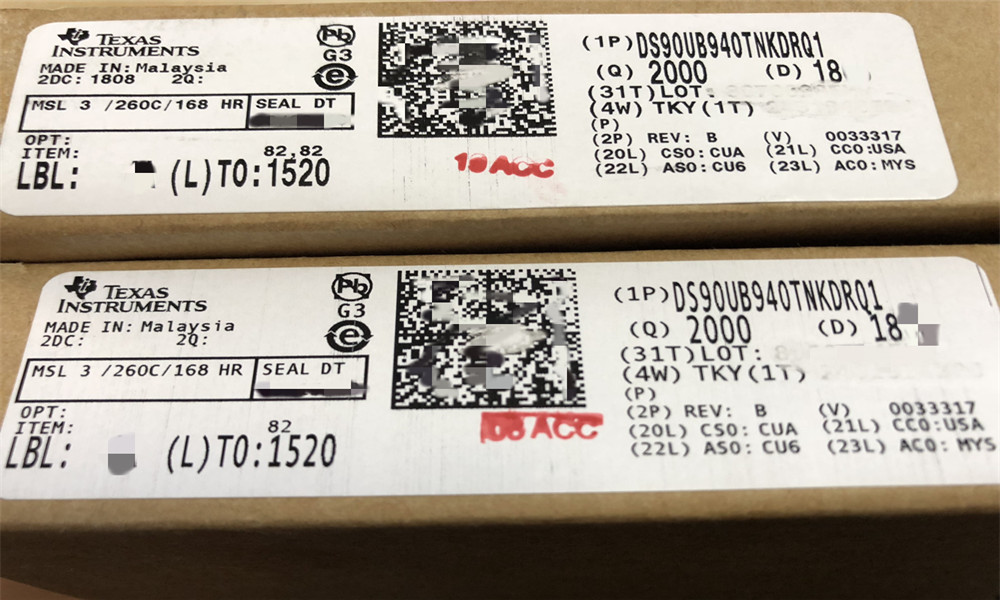 TEXAS
INSTRUMENTS
MADE IN: Malaysia
2DC: 1808 2Q:
Pb
G3
e
MSL 3 /260C/168 HR SEAL DT
OPT:
ITEM: 82,82
LBL: (L)TO:1520
(1P)DS90UB940TNKDRQ1
(Q) 2000 (D) 18
(31T)LOT:
(4W) TKY(1T)
(P)
(2P) REV: B (V) 0033317
(20L) CSO: CUA (21L) CCO:USA
(22L) ASO: CU6 (23L) ACO: MYS
ACC
TEXAS
INSTRUMENTS
MADE IN: Malaysia
2DC: 2Q:
Pb
G3
e
MSL 3 /260C/168 HR SEAL DT
OPT:
ITEM: 82
LBL: (L)TO:1520
(1P)DS90UB940TNKDRQ1
(Q) 2000 (D) 18
(31T)LOT:
(4W) TKY(1T)
(P)
(2P) REV: B (V) 0033317
(20L) CSO: CUA (21L) CCO:USA
(22L) ASO: CU6 (23L) ACO: MYS
ACC